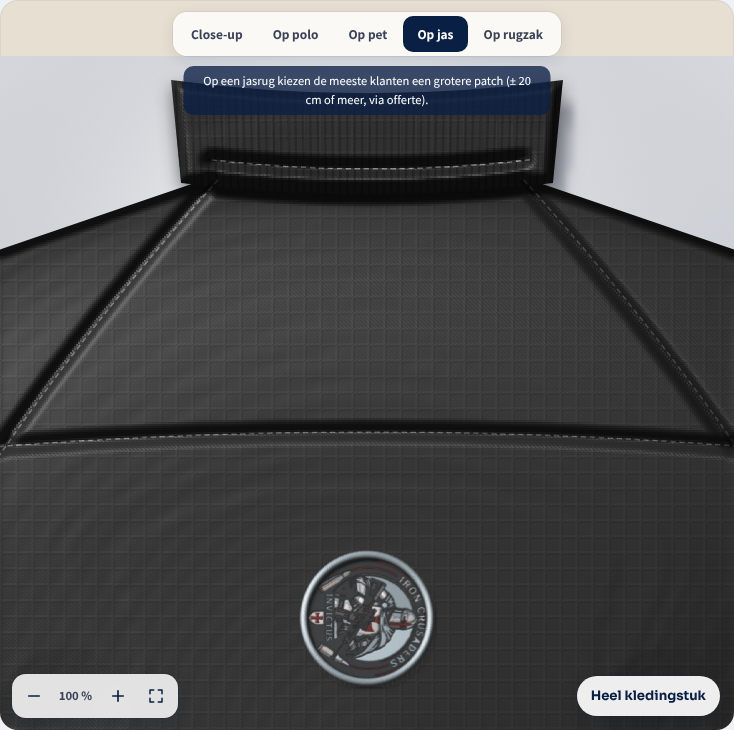 Close-up
Op polo
Op pet
Op jas
Op rugzak
Op een jasrug kiezen de meeste klanten een grotere patch (± 20
cm of meer, via offerte).
IRON CRUSADERS
INVICTUS
100 %
Heel kledingstuk